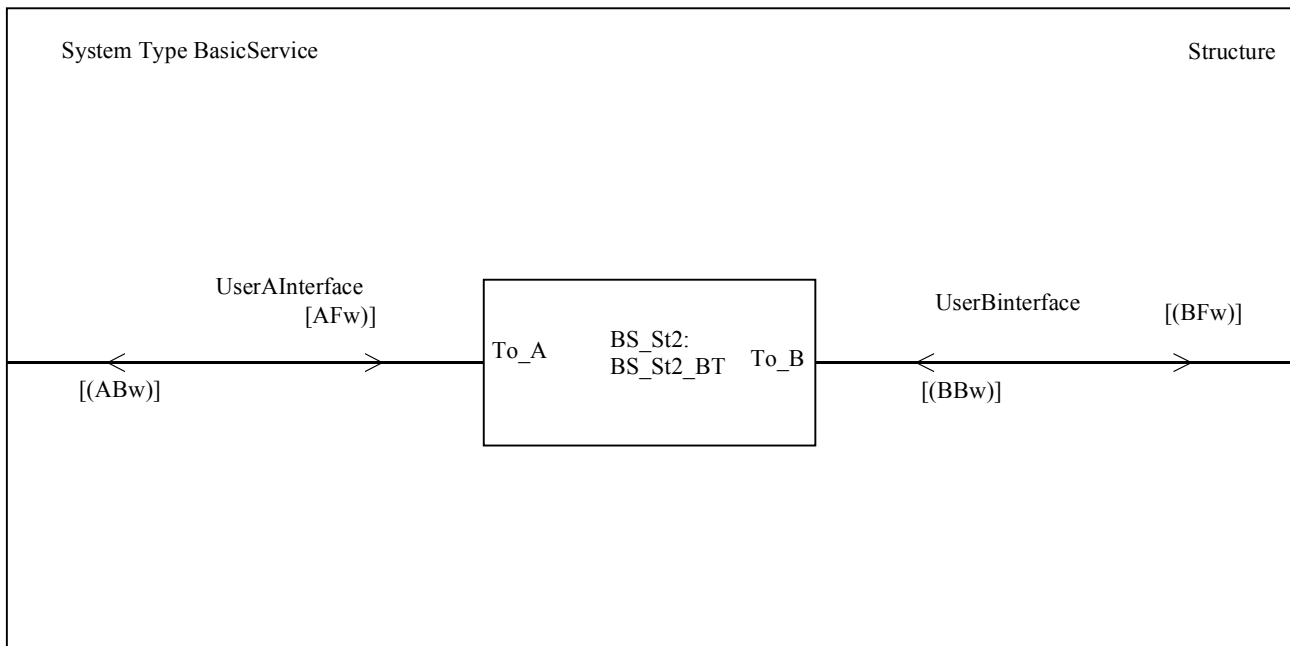 System Type BasicService
Structure
UserAInterface
[AFw)]
UserBinterface
[(BFw)]
To_A
BS_St2:
BS_St2_BT
To_B
[(ABw)]
[(BBw)]